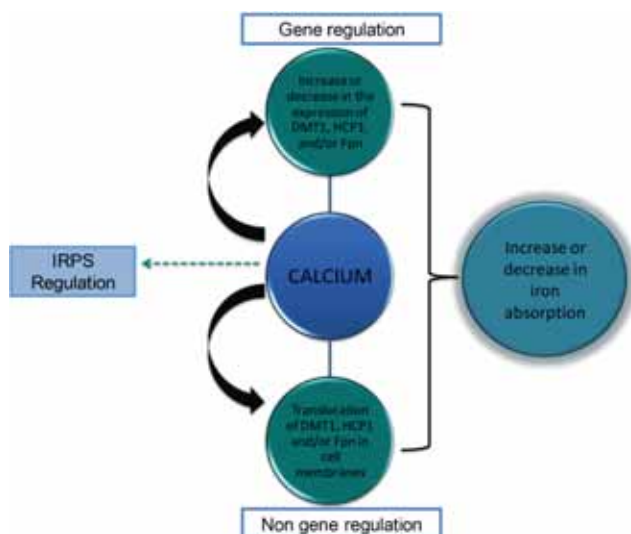 Gene regulation
Increase or
decrease in the
expression of
DMT1, HCP1,
and/or Fpn
IRPS
Regulation
CALCIUM
Increase or
decrease in
iron
absorption
Translocation
of DMT1, HCP1
and/or Fpn in
cell
membranes
Non gene regulation